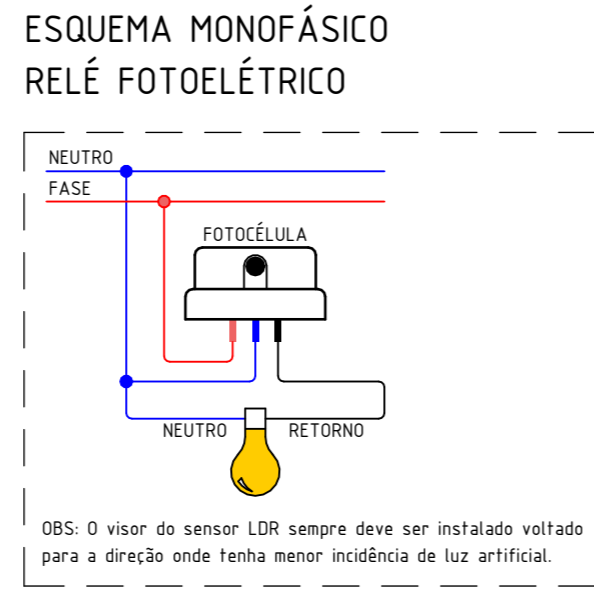 ESQUEMA MONOFÁSICO
RELÉ FOTOELÉTRICO
NEUTRO
FASE
FOTOCÉLULA
NEUTRO
RETORNO
OBS: O visor do sensor LDR sempre deve ser instalado voltado
para a direção onde tenha menor incidência de luz artificial.